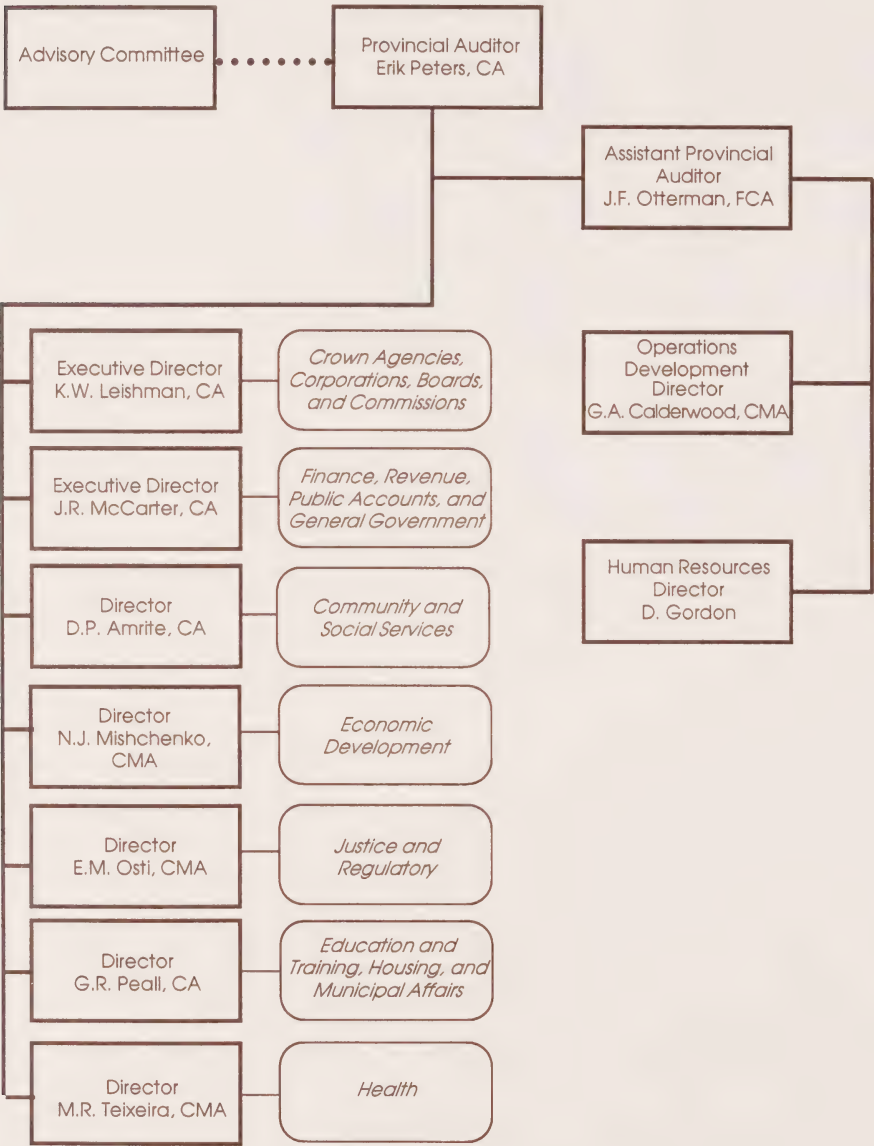 Advisory Committee
Provincial Auditor
Erik Peters, CA
Assistant Provincial
Auditor
J.F. Otterman, FCA
Executive Director
K.W. Leishman, CA
Crown Agencies,
Corporations, Boards,
and Commissions
Operations
Development
Director
G.A. Calderwood, CMA
Executive Director
J.R. McCarter, CA
Finance, Revenue,
Public Accounts, and
General Government
Human Resources
Director
D. Gordon
Director
D.P. Amrite, CA
Community and
Social Services
Director
N.J. Mishchenko,
CMA
Economic
Development
Director
E.M. Osti, CMA
Justice and
Regulatory
Director
G.R. Peall, CA
Education and
Training, Housing, and
Municipal Affairs
Director
M.R. Teixeira, CMA
Health